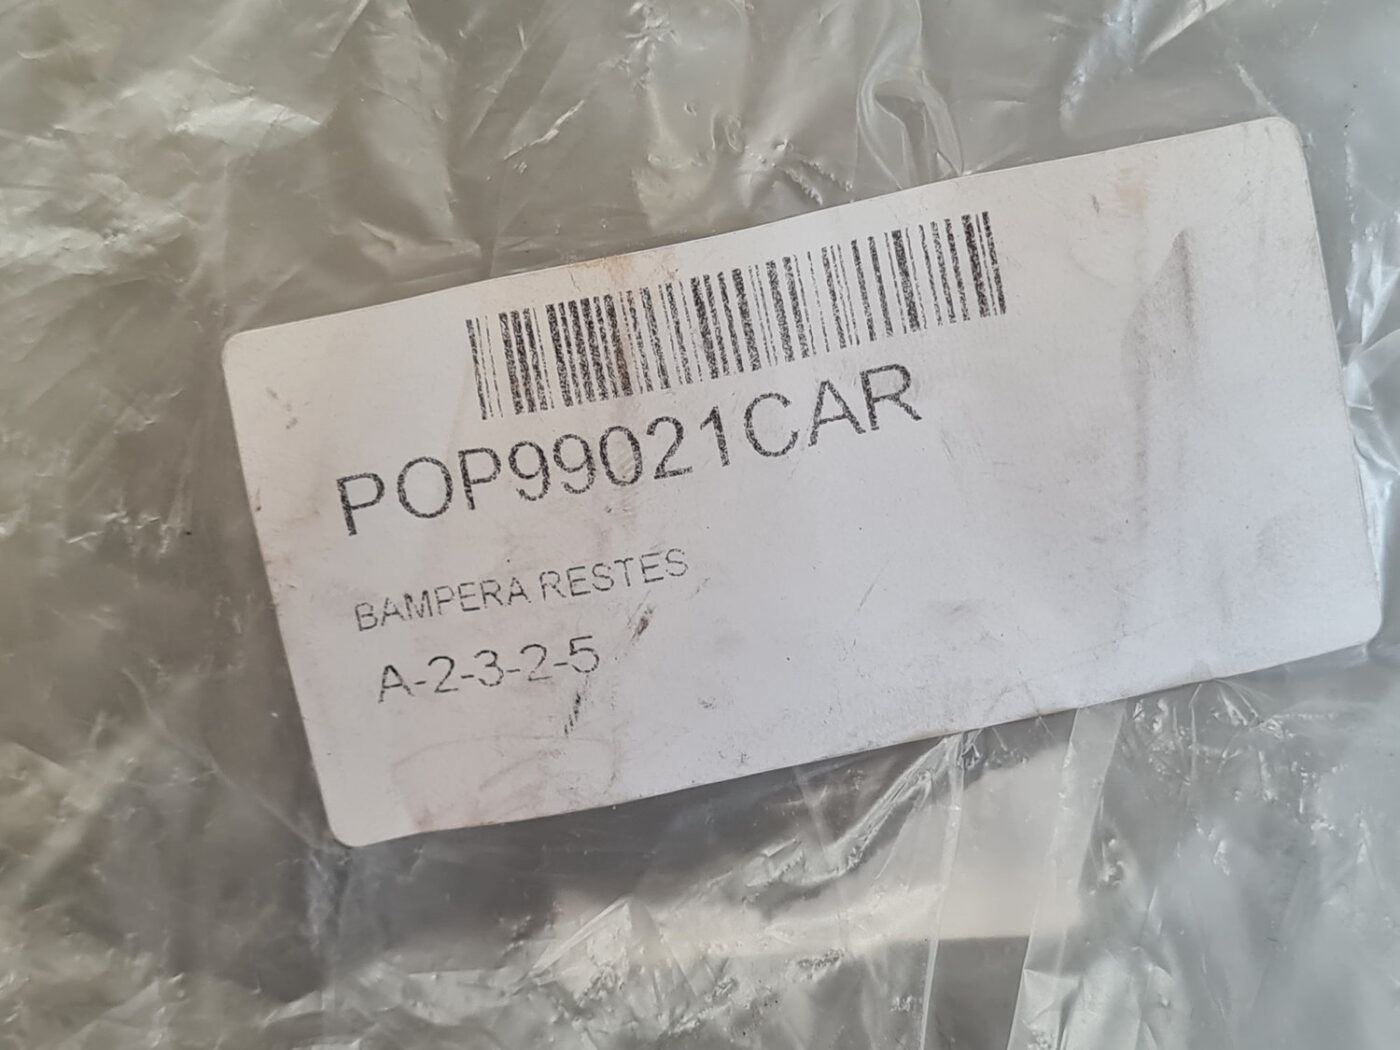 POP99021CAR
BAMPERA RESTES
A-2-3-2-5